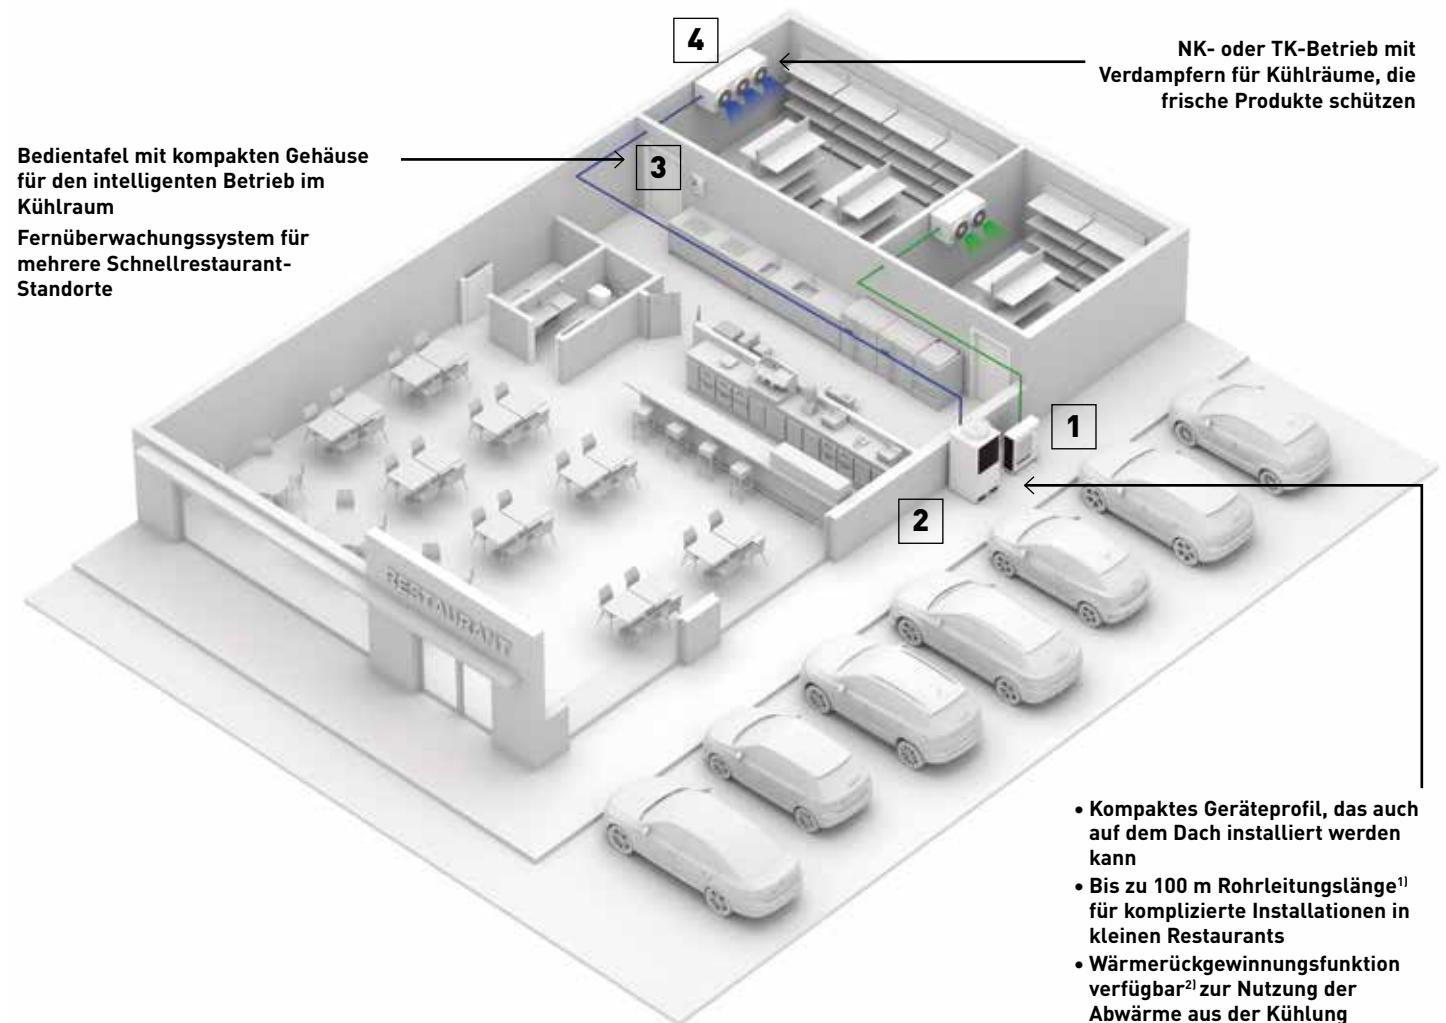 4
NK- oder TK-Betrieb mit
Verdampfern für Kühlräume, die
frische Produkte schützen
Bedientafel mit kompakten Gehäuse
für den intelligenten Betrieb im
Kühlraum
Fernüberwachungssystem für
mehrere Schnellrestaurant-
Standorte
3
1
2
RESTAURANT
• Kompaktes Geräteprofil, das auch
auf dem Dach installiert werden
kann
• Bis zu 100 m Rohrleitungslänge¹⁾
für komplizierte Installationen in
kleinen Restaurants
• Wärmerückgewinnungsfunktion
verfügbar²⁾ zur Nutzung der
Abwärme aus der Kühlung